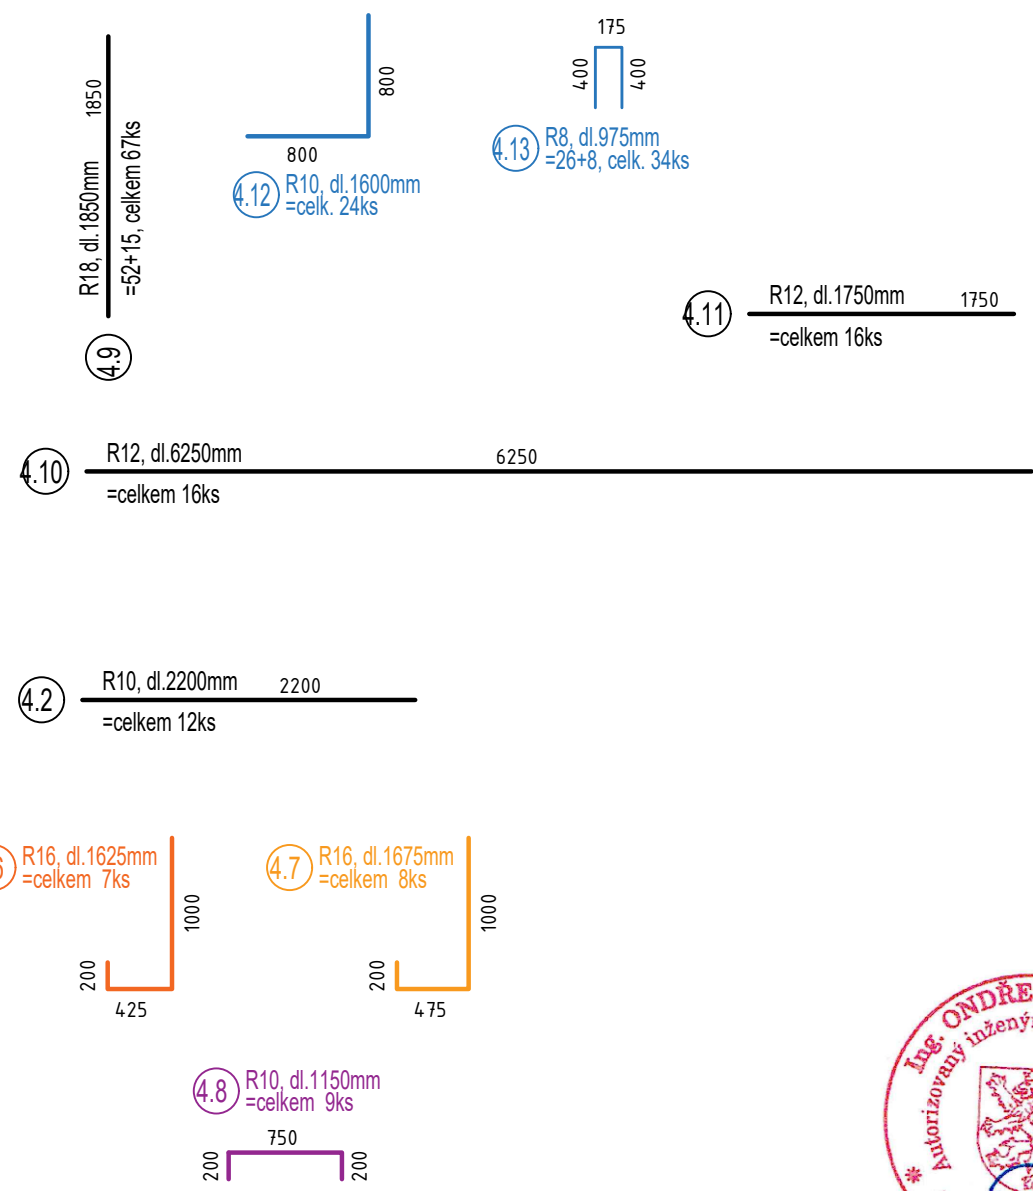 1850
R18, dl.1850mm
=52+15, celkem 67ks
4.9
800
800
4.12
R10, dl.1600mm
=celk. 24ks
175
400
400
4.13
R8, dl.975mm
=26+8, celk. 34ks
4.11
R12, dl.1750mm
1750
=celkem 16ks
4.10
R12, dl.6250mm
6250
=celkem 16ks
4.2
R10, dl.2200mm
2200
=celkem 12ks
R16, dl.1625mm
=celkem 7ks
1000
200
425
4.7
R16, dl.1675mm
=celkem 8ks
1000
200
475
4.8
R10, dl.1150mm
=celkem 9ks
750
200
200
Ing. ONDŘE
Autorizovaný inžený